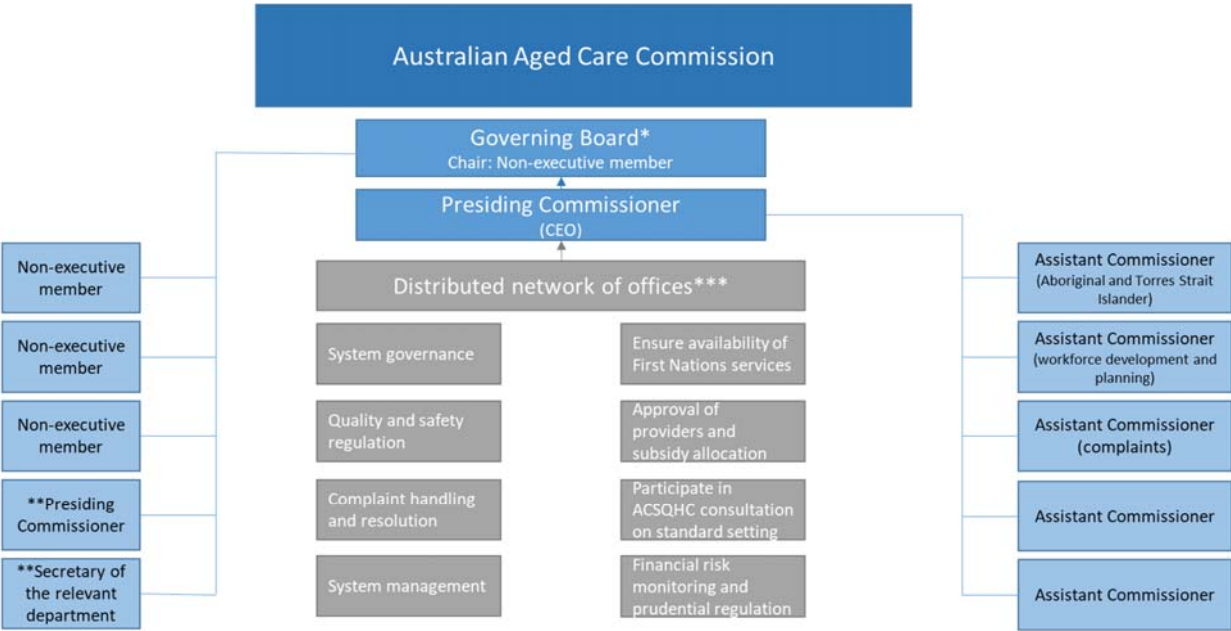 Australian Aged Care Commission
Governing Board*
Chair: Non-executive member
Presiding Commissioner
(CEO)
Distributed network of offices***
Non-executive
member
Non-executive
member
Non-executive
member
**Presiding
Commissioner
**Secretary of
the relevant
department
System governance
Quality and safety
regulation
Complaint handling
and resolution
System management
Ensure availability of
First Nations services
Approval of
providers and
subsidy allocation
Participate in
ACSQHC consultation
on standard setting
Financial risk
monitoring and
prudential regulation
Assistant Commissioner
(Aboriginal and Torres Strait
Islander)
Assistant Commissioner
(workforce development and
planning)
Assistant Commissioner
(complaints)
Assistant Commissioner
Assistant Commissioner